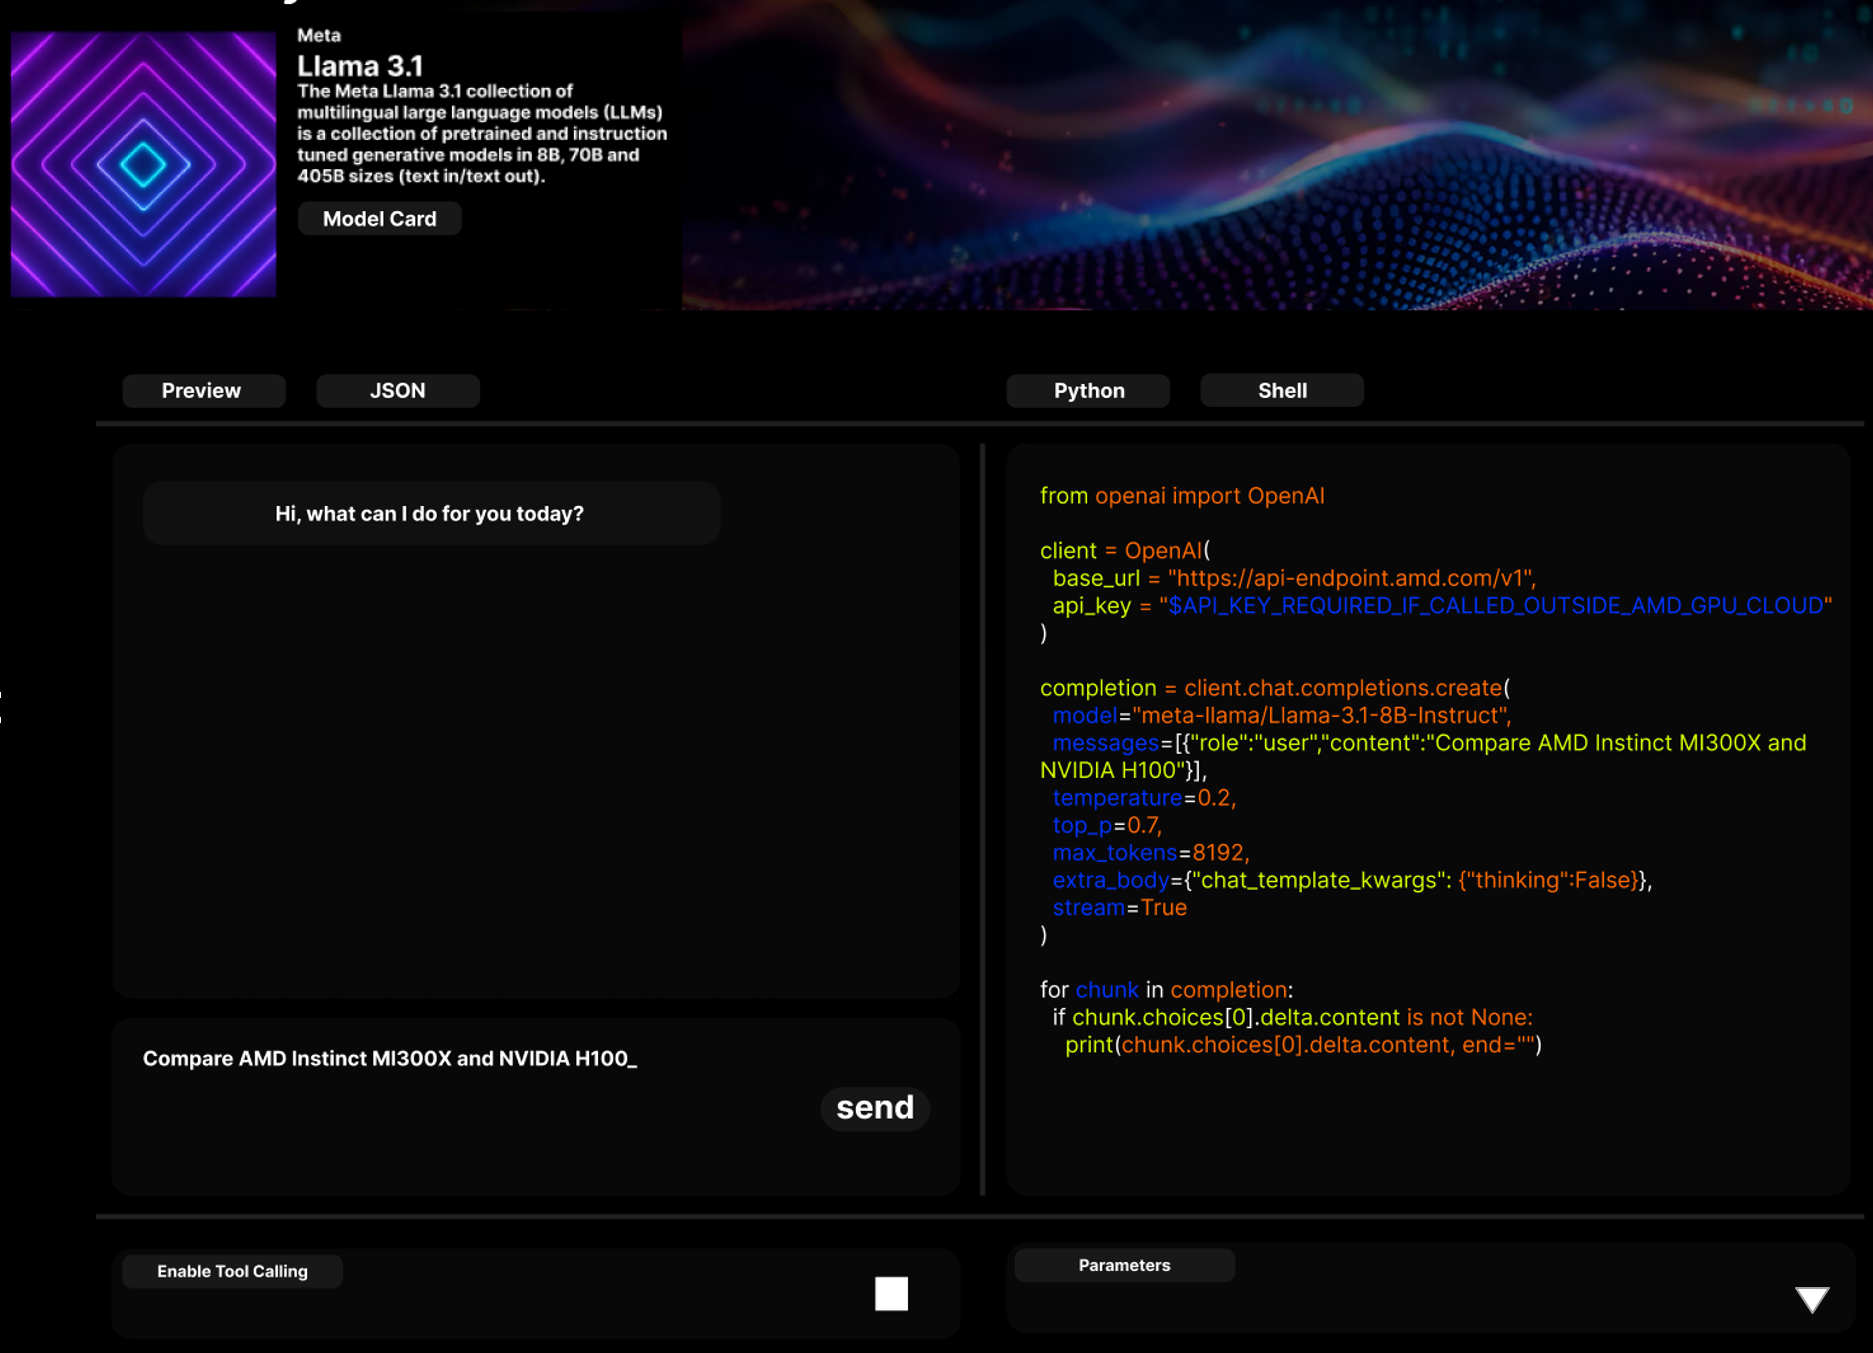 Meta
Llama 3.1
The Meta Llama 3.1 collection of
multilingual large language models (LLMs)
is a collection of pretrained and instruction
tuned generative models in 8B, 70B and
405B sizes (text in/text out).
Model Card
Preview
JSON
Python
Shell
Hi, what can I do for you today?
Compare AMD Instinct MI300X and NVIDIA H100_
send
from openai import OpenAI
client = OpenAI(
base_url = "https://api-endpoint.amd.com/v1",
api_key = "$API_KEY_REQUIRED_IF_CALLED_OUTSIDE_AMD_GPU_CLOUD"
)
completion = client.chat.completions.create(
model="meta-llama/Llama-3.1-8B-Instruct",
messages=[{"role":"user","content":"Compare AMD Instinct MI300X and
NVIDIA H100"}],
temperature=0.2,
top_p=0.7,
max_tokens=8192,
extra_body={"chat_template_kwargs": {"thinking":False}},
stream=True
)
for chunk in completion:
if chunk.choices[0].delta.content is not None:
print(chunk.choices[0].delta.content, end="")
Enable Tool Calling
Parameters